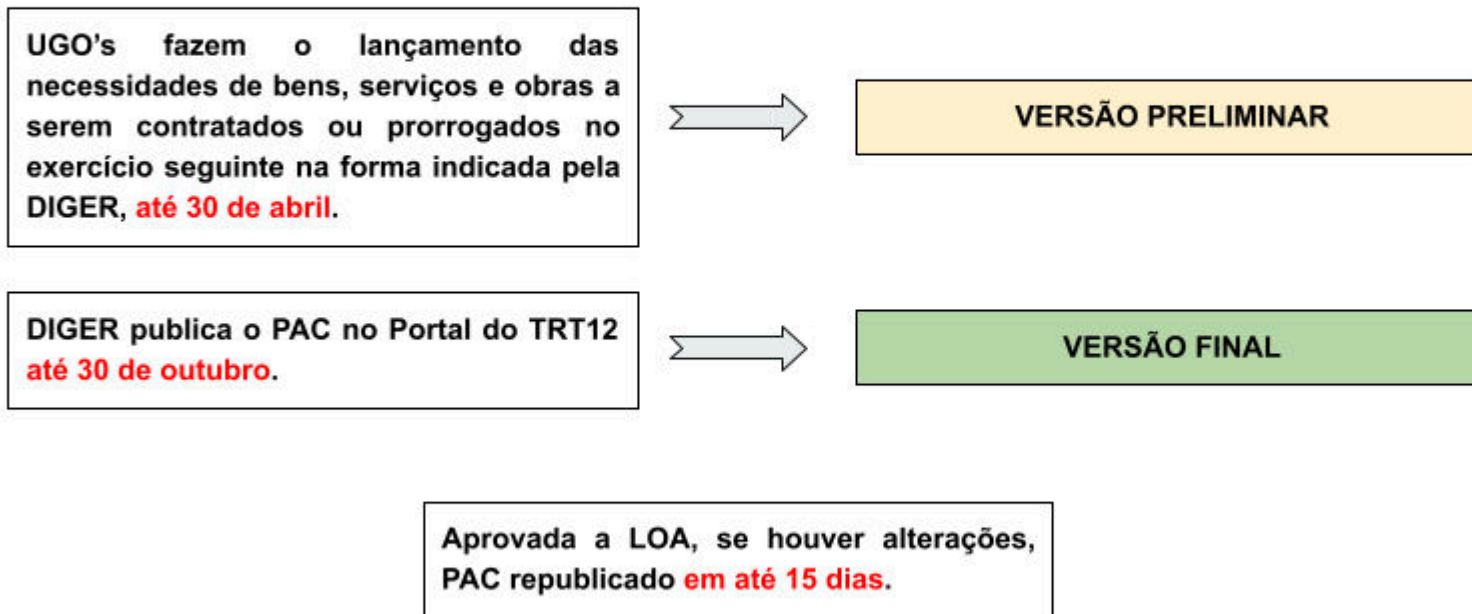 UGO’s fazem o lançamento das
necessidades de bens, serviços e obras a
serem contratados ou prorrogados no
exercício seguinte na forma indicada pela
DIGER, até 30 de abril.
VERSÃO PRELIMINAR
DIGER publica o PAC no Portal do TRT12
até 30 de outubro.
VERSÃO FINAL
Aprovada a LOA, se houver alterações,
PAC republicado em até 15 dias.